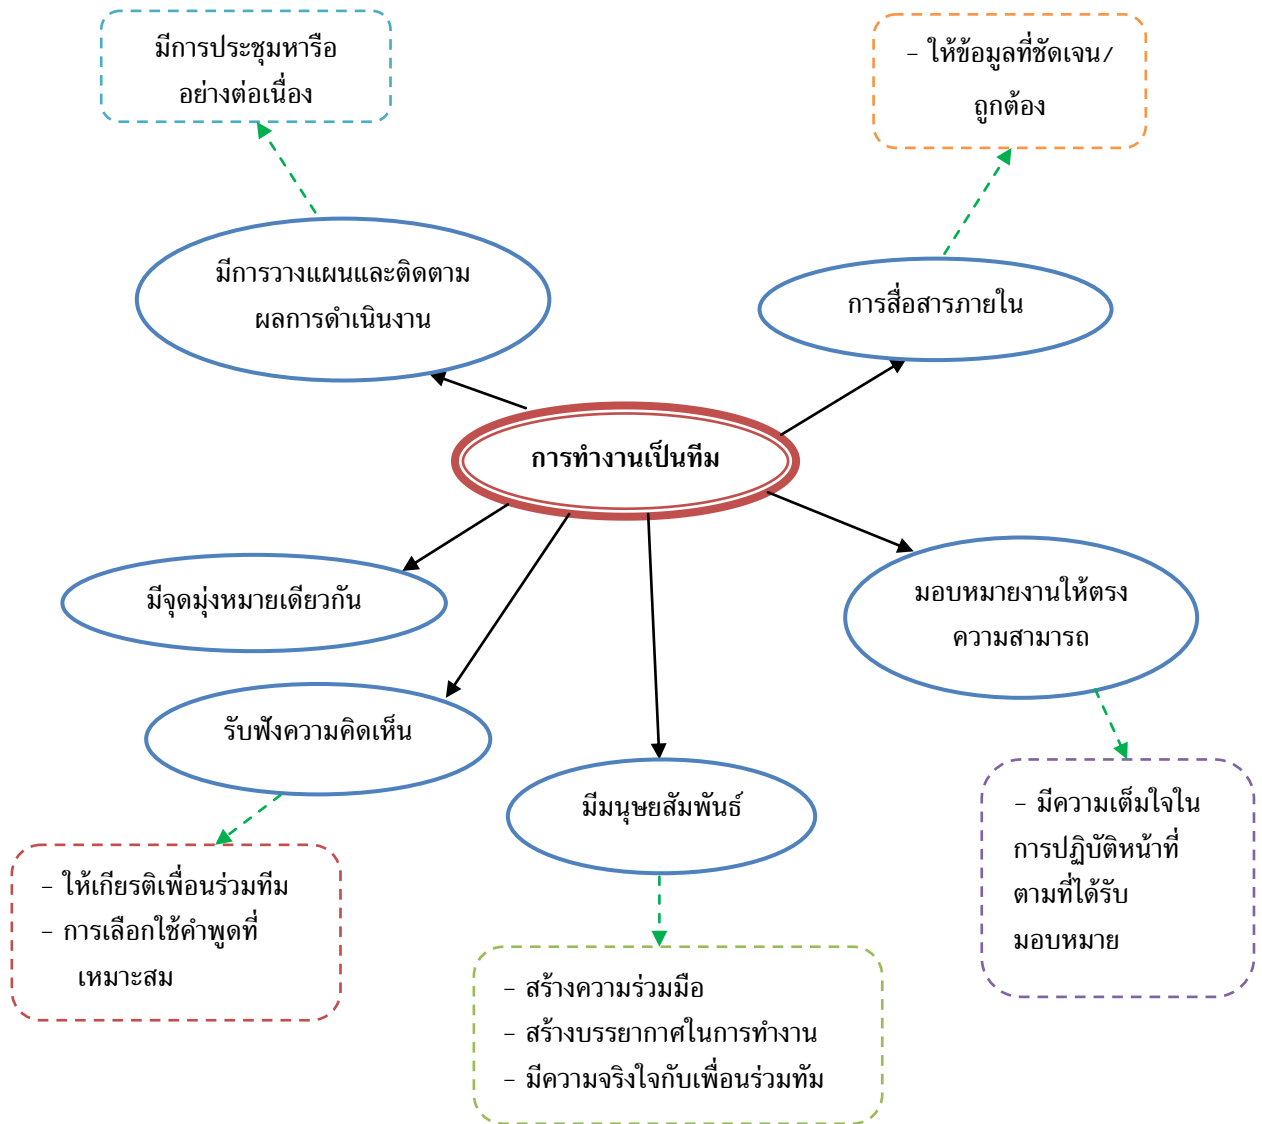 มีการประชุมหารือ
อย่างต่อเนื่อง
- ให้ข้อมูลที่ชัดเจน/
ถูกต้อง
มีการวางแผนและติดตาม
ผลการดำเนินงาน
การสื่อสารภายใน
การทำงานเป็นทีม
มีจุดมุ่งหมายเดียวกัน
มอบหมายงานให้ตรง
ความสามารถ
รับฟังความคิดเห็น
มีมนุษยสัมพันธ์
- มีความเต็มใจใน
การปฏิบัติหน้าที่
ตามที่ได้รับ
มอบหมาย
- ให้เกียรติเพื่อนร่วมทีม
- การเลือกใช้คำพูดที่
เหมาะสม
- สร้างความร่วมมือ
- สร้างบรรยากาศในการทำงาน
- มีความจริงใจกับเพื่อนร่วมทัม